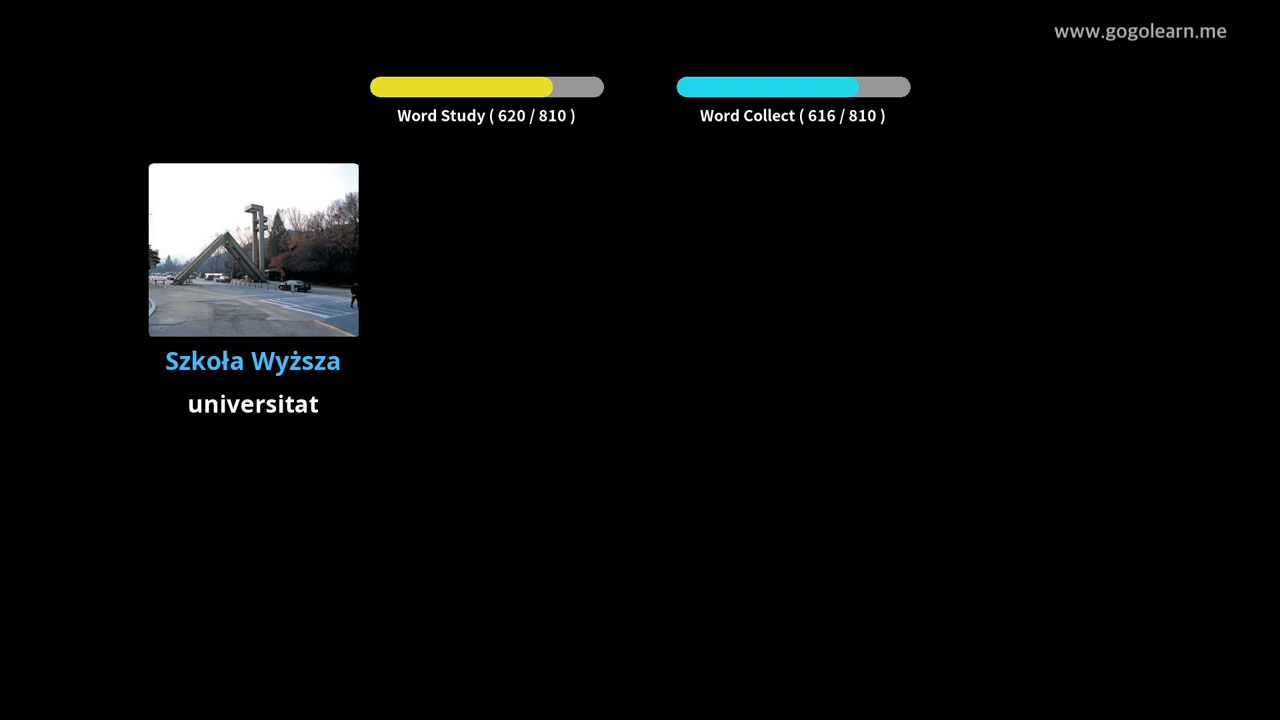 www.gogolearn.me
Word Study ( 620 / 810 )
Word Collect ( 616 / 810 )
Szkoła Wyższa
universitat